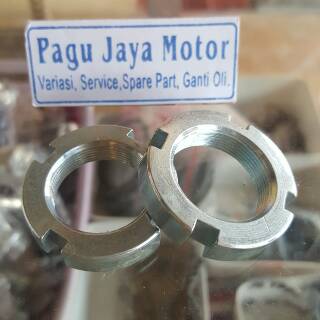 Pagu Jaya Motor
Variasi, Service,Spare Part, Ganti Oli.